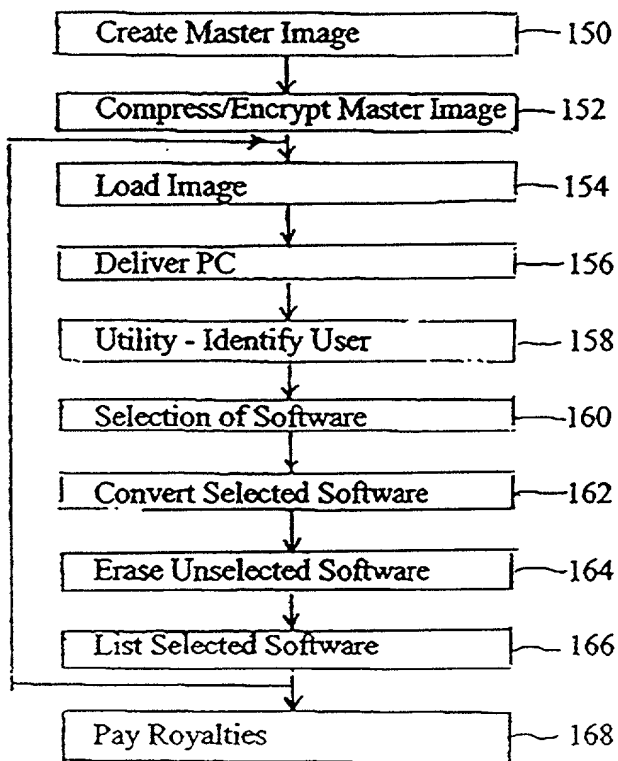 Create Master Image 150
Compress/Encrypt Master Image 152
Load Image 154
Deliver PC 156
Utility - Identify User 158
Selection of Software 160
Convert Selected Software 162
Erase Unselected Software 164
List Selected Software 166
Pay Royalties 168